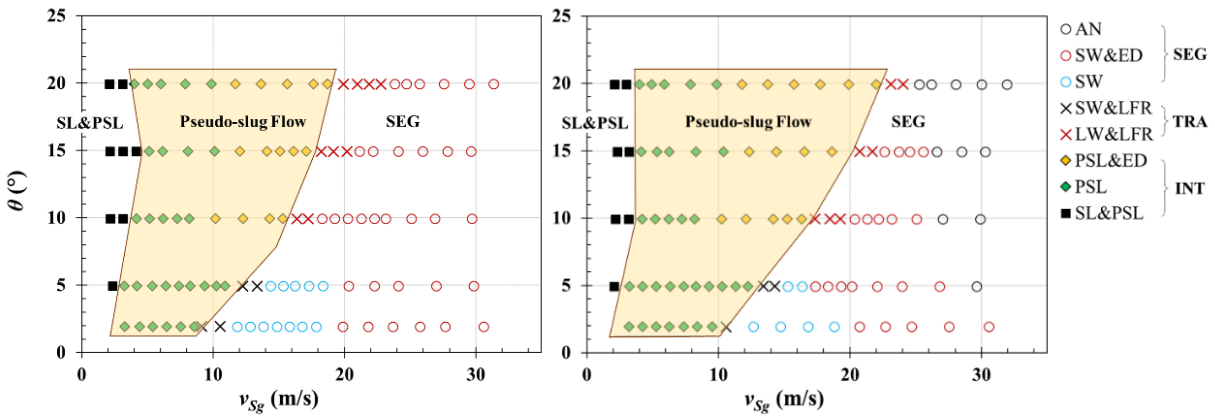 25
20
15
10
5
0
θ (°)
SL&PSL
Pseudo-slug Flow
SEG
0
10
20
30
v_Sg (m/s)
25
20
15
10
5
0
SL&PSL
Pseudo-slug Flow
SEG
0
10
20
30
v_Sg (m/s)
AN
SW&ED
SW
SEG
SW&LFR
LW&LFR
TRA
PSL&ED
PSL
SL&PSL
INT